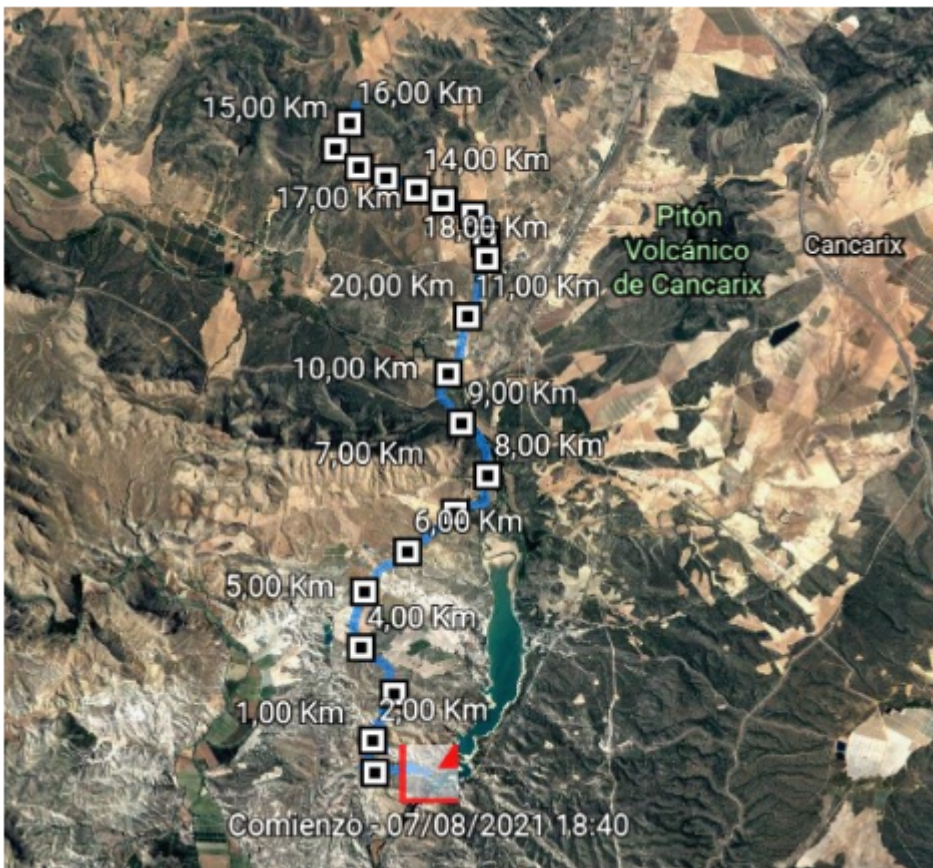 16,00 Km
15,00 Km
14,00 Km
17,00 Km
18,00 Km
Pitón
Volcánico
de Cancarix
Cancarix
20,00 Km
11,00 Km
10,00 Km
9,00 Km
8,00 Km
7,00 Km
6,00 Km
5,00 Km
4,00 Km
2,00 Km
1,00 Km
Comienzo - 07/08/2021 18:40